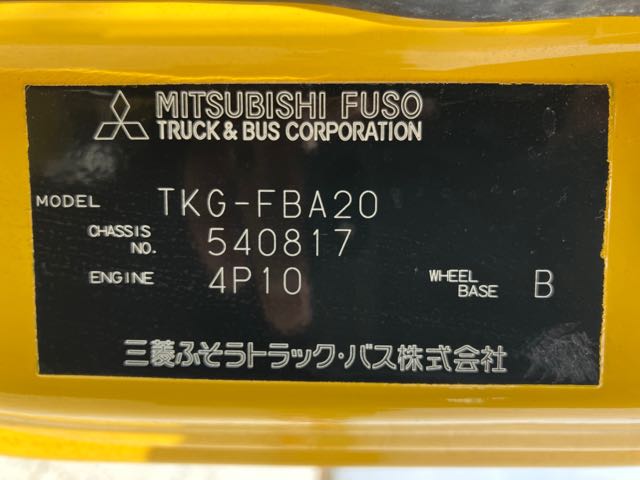 MITSUBISHI FUSO
TRUCK & BUS CORPORATION
MODEL TKG-FBA20
CHASSIS NO. 540817
ENGINE 4P10 WHEEL BASE B
三菱ふそうトラック・バス株式会社